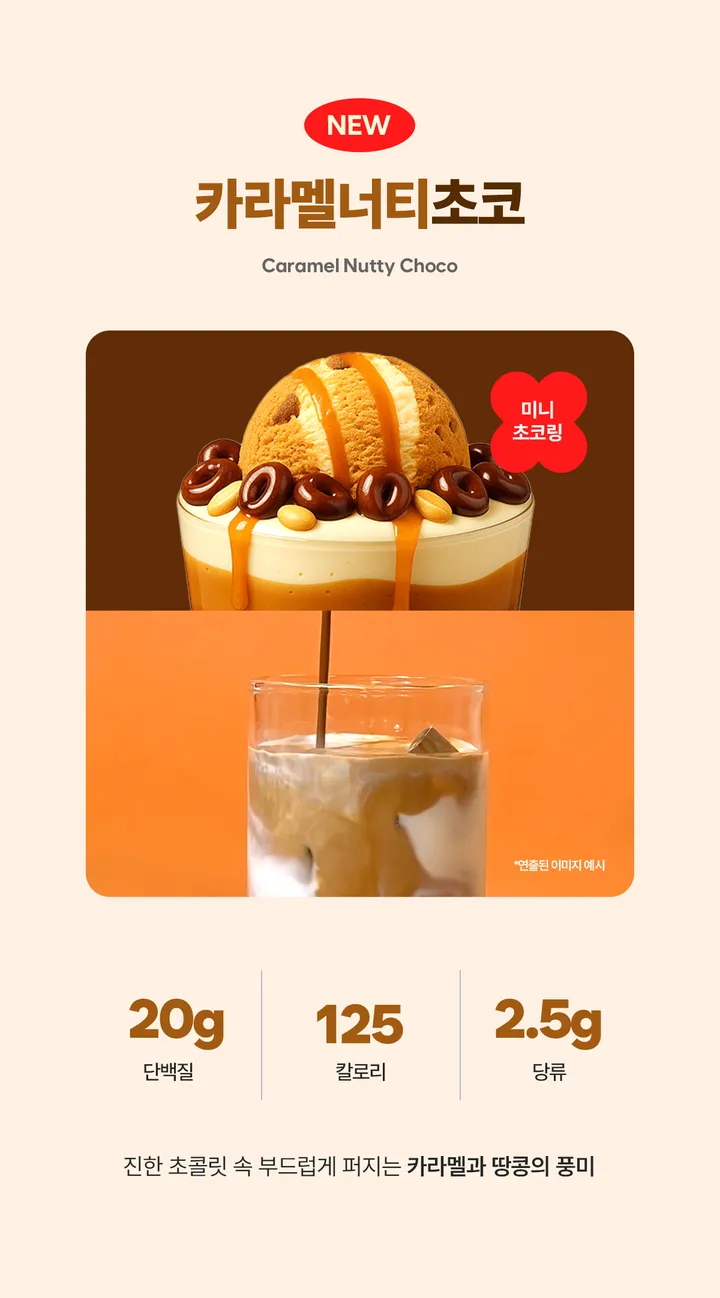 NEW
카라멜너티초코
Caramel Nutty Choco
미니
초코링
*연출된 이미지 예시
20g
단백질
125
칼로리
2.5g
당류
진한 초콜릿 속 부드럽게 퍼지는 카라멜과 땅콩의 풍미